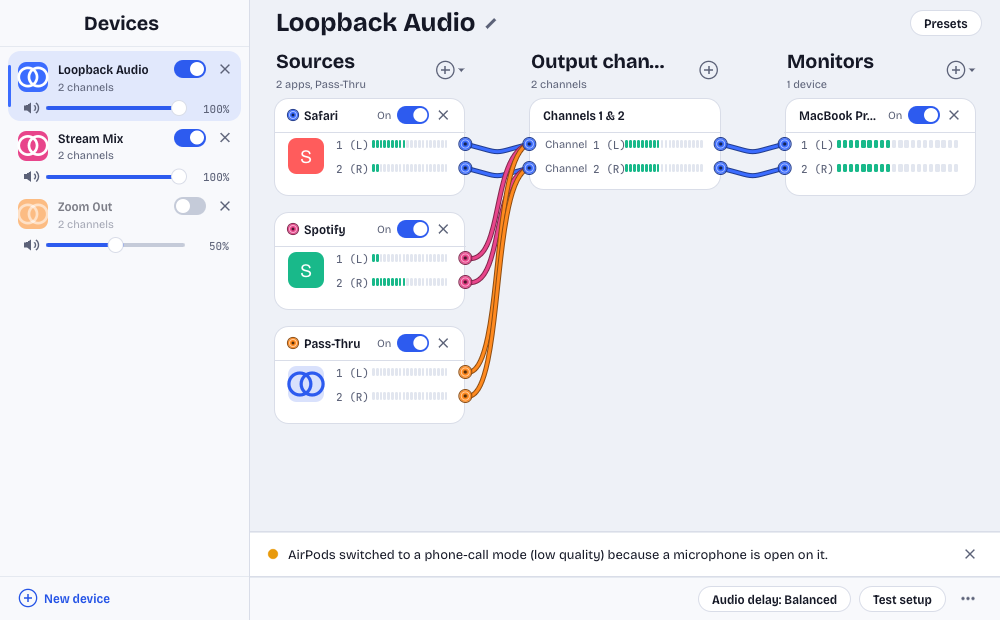 Devices
Loopback Audio
2 channels
100%
Stream Mix
2 channels
100%
Zoom Out
2 channels
50%
New device
Loopback Audio
Presets
Sources
2 apps, Pass-Thru
Output chan...
2 channels
Monitors
1 device
Safari On
S
1 (L)
2 (R)
Spotify On
S
1 (L)
2 (R)
Pass-Thru On
1 (L)
2 (R)
Channels 1 & 2
Channel 1 (L)
Channel 2 (R)
MacBook Pr... On
1 (L)
2 (R)
AirPods switched to a phone-call mode (low quality) because a microphone is open on it.
Audio delay: Balanced
Test setup